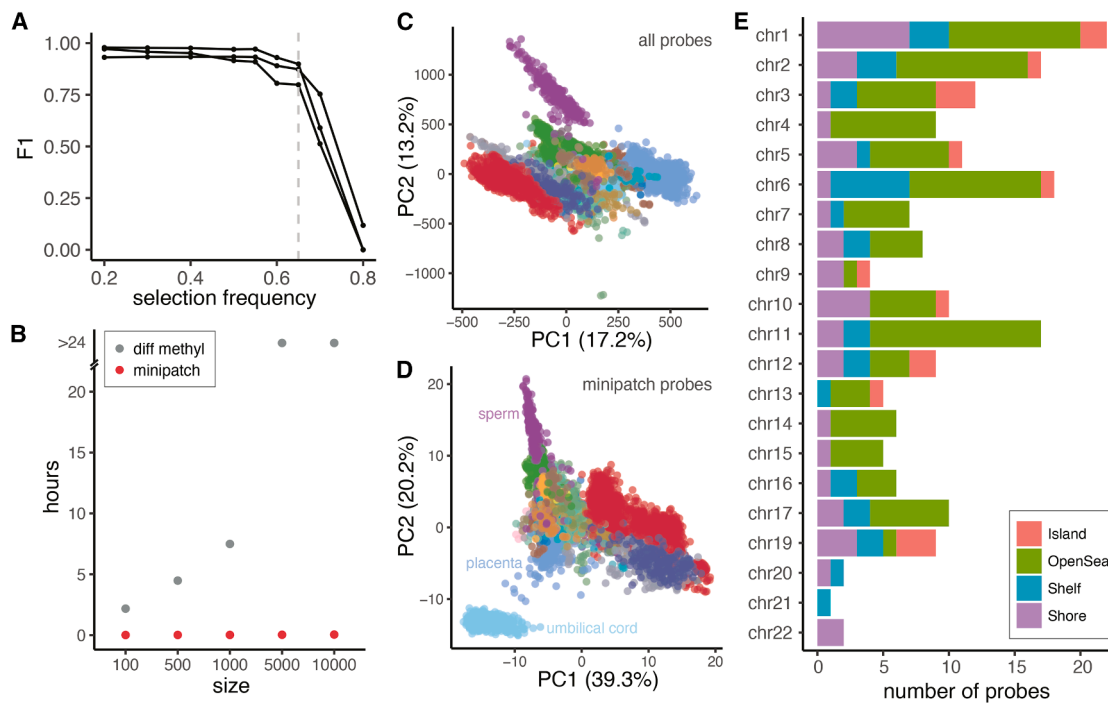 A
1.00
0.75
0.50
0.25
0.00
F1
0.2
0.4
0.6
0.8
selection frequency
B
>24
20
15
10
5
0
hours
diff methyl
minipatch
100
500
1000
5000
10000
size
C
all probes
1000
500
0
−500
−1000
PC2 (13.2%)
−500
−250
0
250
500
PC1 (17.2%)
D
minipatch probes
20
10
0
−10
PC2 (20.2%)
sperm
placenta
umbilical cord
−10
0
10
20
PC1 (39.3%)
E
chr1
chr2
chr3
chr4
chr5
chr6
chr7
chr8
chr9
chr10
chr11
chr12
chr13
chr14
chr15
chr16
chr17
chr19
chr20
chr21
chr22
Island
OpenSea
Shelf
Shore
0
5
10
15
20
number of probes